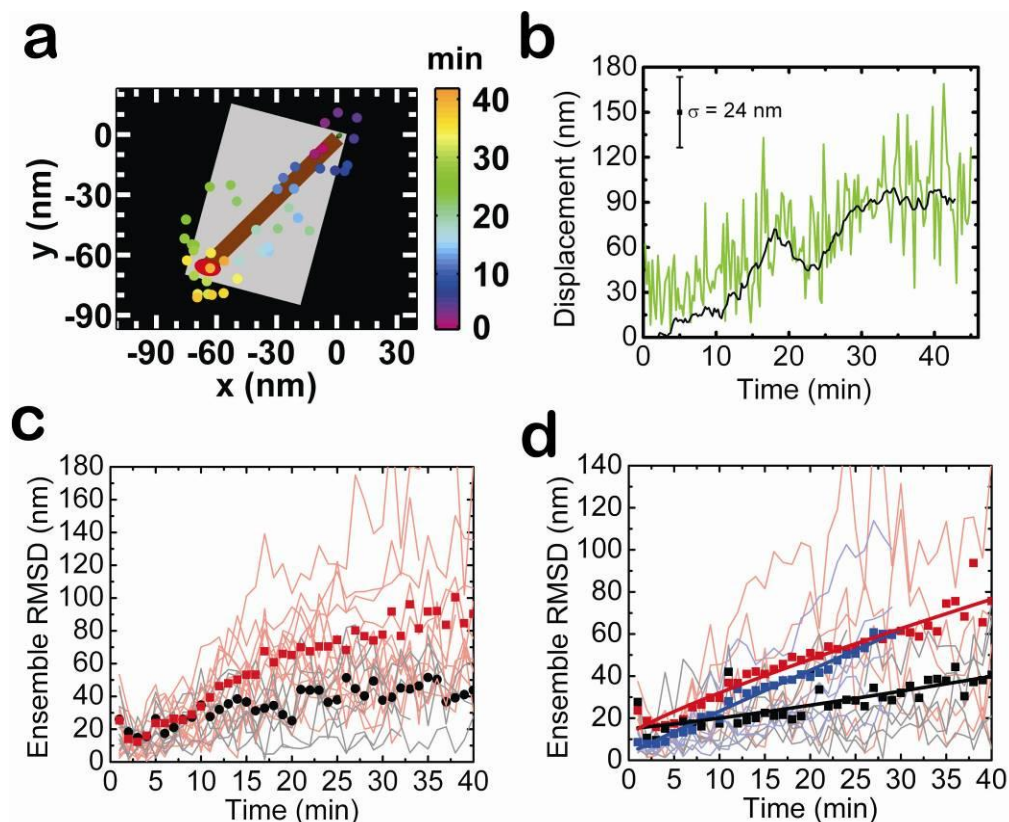 a
min
y (nm)
0
-30
-60
-90
-90 -60 -30 0 30
x (nm)
40
30
20
10
0
b
Displacement (nm)
180
150
120
90
60
30
0
σ = 24 nm
0 10 20 30 40
Time (min)
c
Ensemble RMSD (nm)
180
160
140
120
100
80
60
40
20
0
0 5 10 15 20 25 30 35 40
Time (min)
d
Ensemble RMSD (nm)
140
120
100
80
60
40
20
0
0 5 10 15 20 25 30 35 40
Time (min)